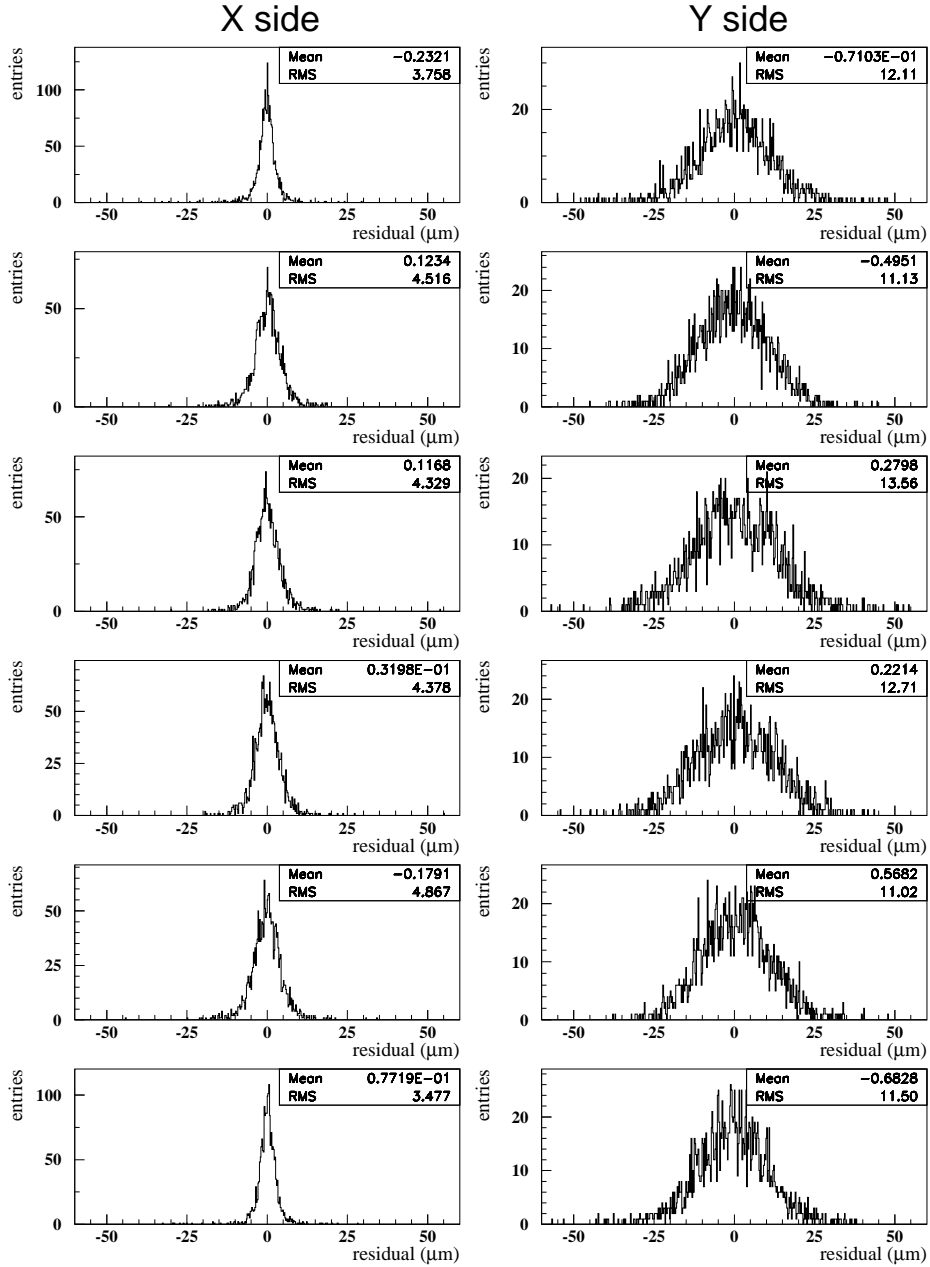 X side
Y side
entries
Mean -0.2321
RMS 3.758
100
50
0
-50 -25 0 25 50
residual (μm)
entries
Mean -0.7103E-01
RMS 12.11
20
10
0
-50 -25 0 25 50
residual (μm)
entries
Mean 0.1234
RMS 4.516
50
25
0
-50 -25 0 25 50
residual (μm)
entries
Mean -0.4951
RMS 11.13
20
10
0
-50 -25 0 25 50
residual (μm)
entries
Mean 0.1168
RMS 4.329
50
25
0
-50 -25 0 25 50
residual (μm)
entries
Mean 0.2798
RMS 13.56
20
10
0
-50 -25 0 25 50
residual (μm)
entries
Mean 0.3198E-01
RMS 4.378
50
25
0
-50 -25 0 25 50
residual (μm)
entries
Mean 0.2214
RMS 12.71
20
10
0
-50 -25 0 25 50
residual (μm)
entries
Mean -0.1791
RMS 4.867
50
25
0
-50 -25 0 25 50
residual (μm)
entries
Mean 0.5682
RMS 11.02
20
10
0
-50 -25 0 25 50
residual (μm)
entries
Mean 0.7719E-01
RMS 3.477
100
50
0
-50 -25 0 25 50
residual (μm)
entries
Mean -0.6828
RMS 11.50
20
10
0
-50 -25 0 25 50
residual (μm)